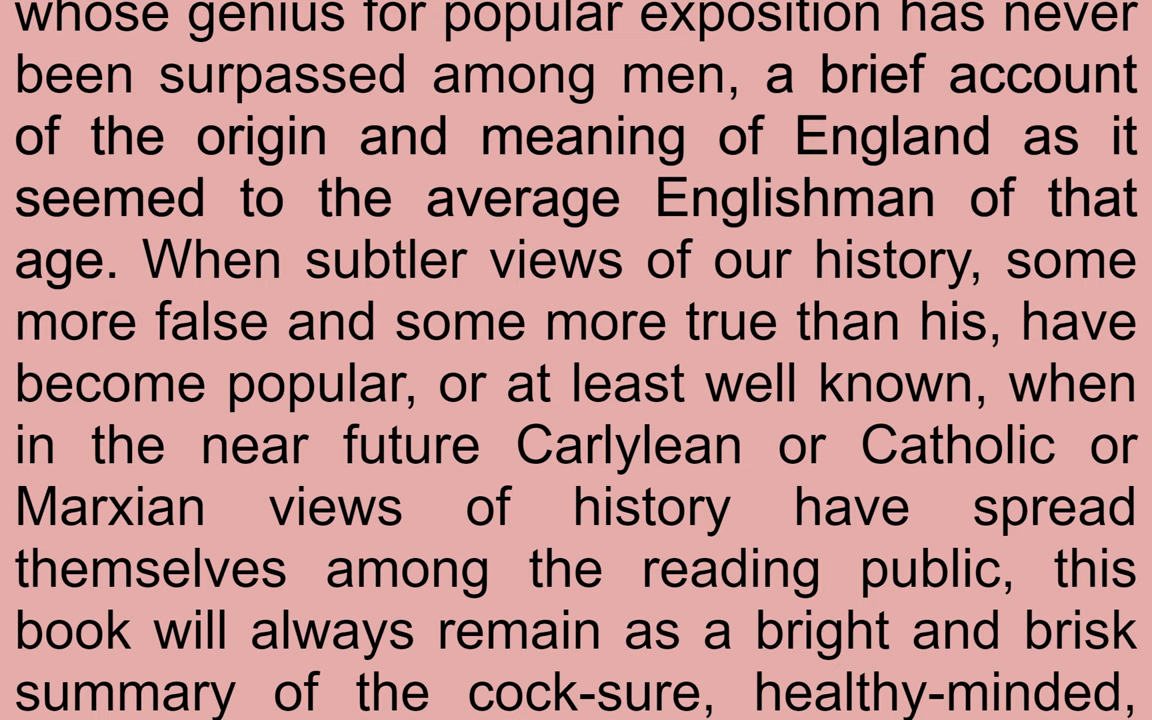 whose genius for popular exposition has never
been surpassed among men, a brief account
of the origin and meaning of England as it
seemed to the average Englishman of that
age. When subtler views of our history, some
more false and some more true than his, have
become popular, or at least well known, when
in the near future Carlylean or Catholic or
Marxian views of history have spread
themselves among the reading public, this
book will always remain as a bright and brisk
summary of the cock-sure, healthy-minded,